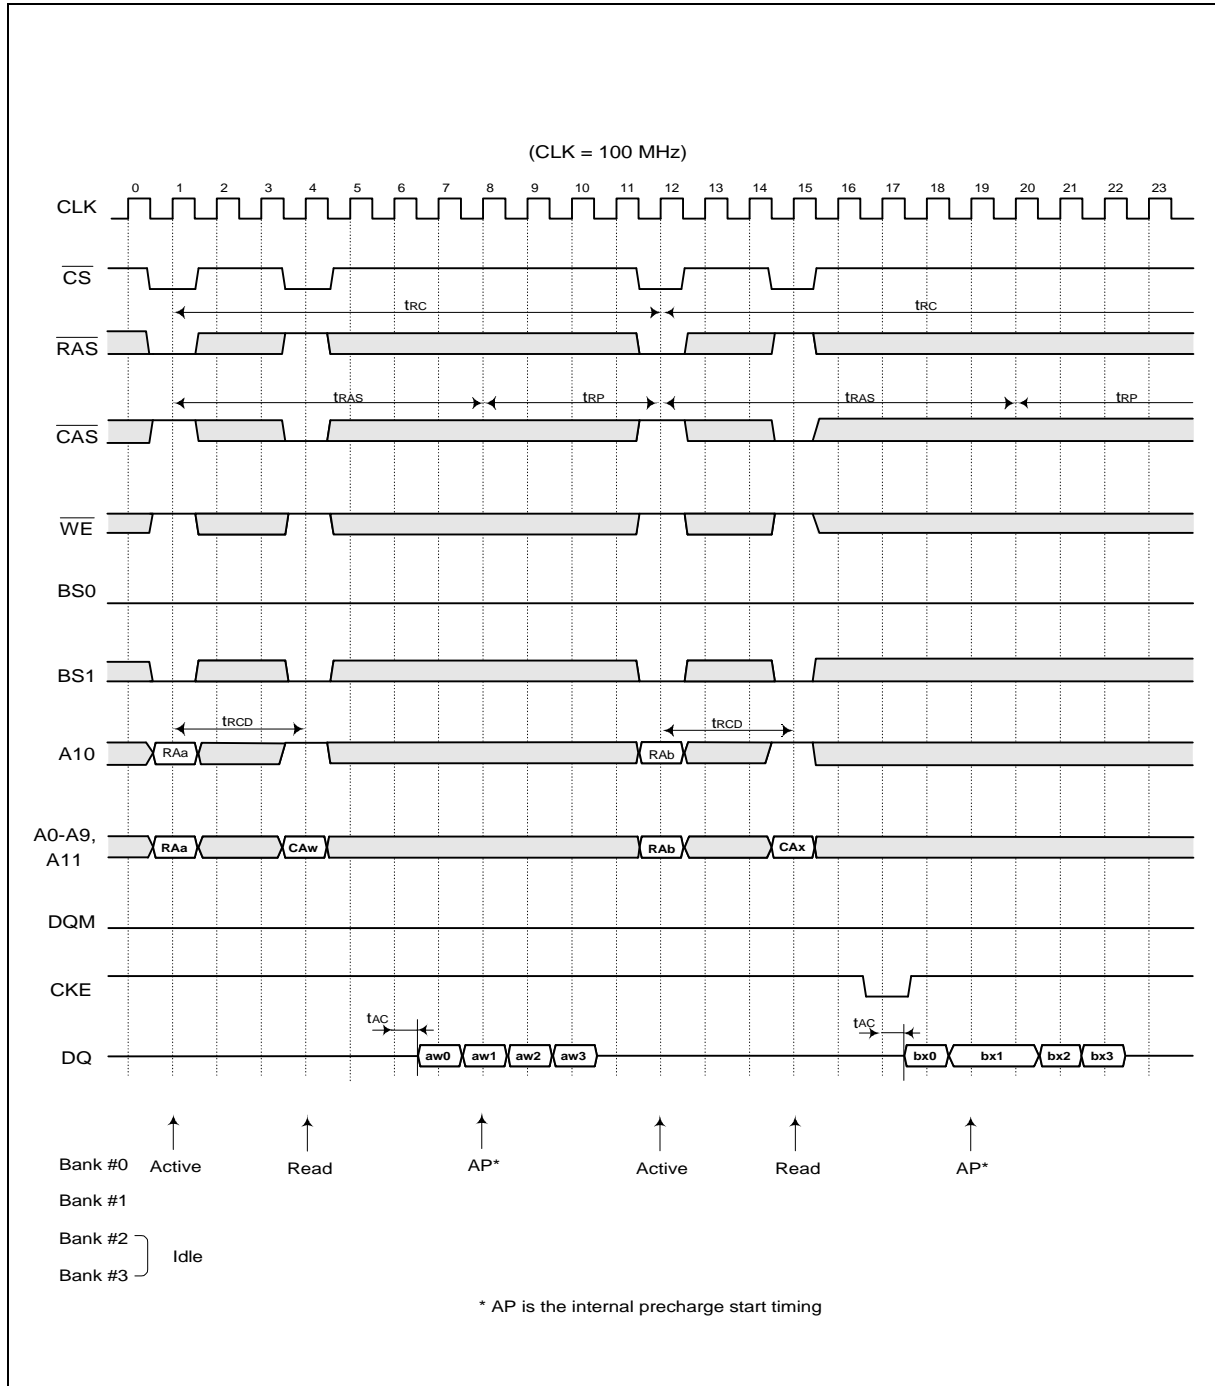 (CLK = 100 MHz)
0 1 2 3 4 5 6 7 8 9 10 11 12 13 14 15 16 17 18 19 20 21 22 23
CLK
CS
tRC tRC
RAS
tRAS tRP tRAS tRP
CAS
WE
BS0
BS1
tRCD tRCD
A10 RAa RAb
A0-A9,
A11
RAa CAw RAb CAx
DQM
CKE
tAC tAC
DQ aw0 aw1 aw2 aw3 bx0 bx1 bx2 bx3
Bank #0 Active Read AP* Active Read AP*
Bank #1
Bank #2
Idle
Bank #3
* AP is the internal precharge start timing